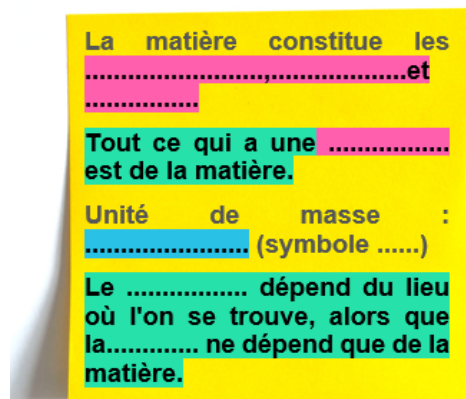 La matière constitue les
.........................,...................et
................
Tout ce qui a une .................
est de la matière.
Unité de masse :
....................... (symbole ......)
Le ................. dépend du lieu
où l'on se trouve, alors que
la............. ne dépend que de la
matière.